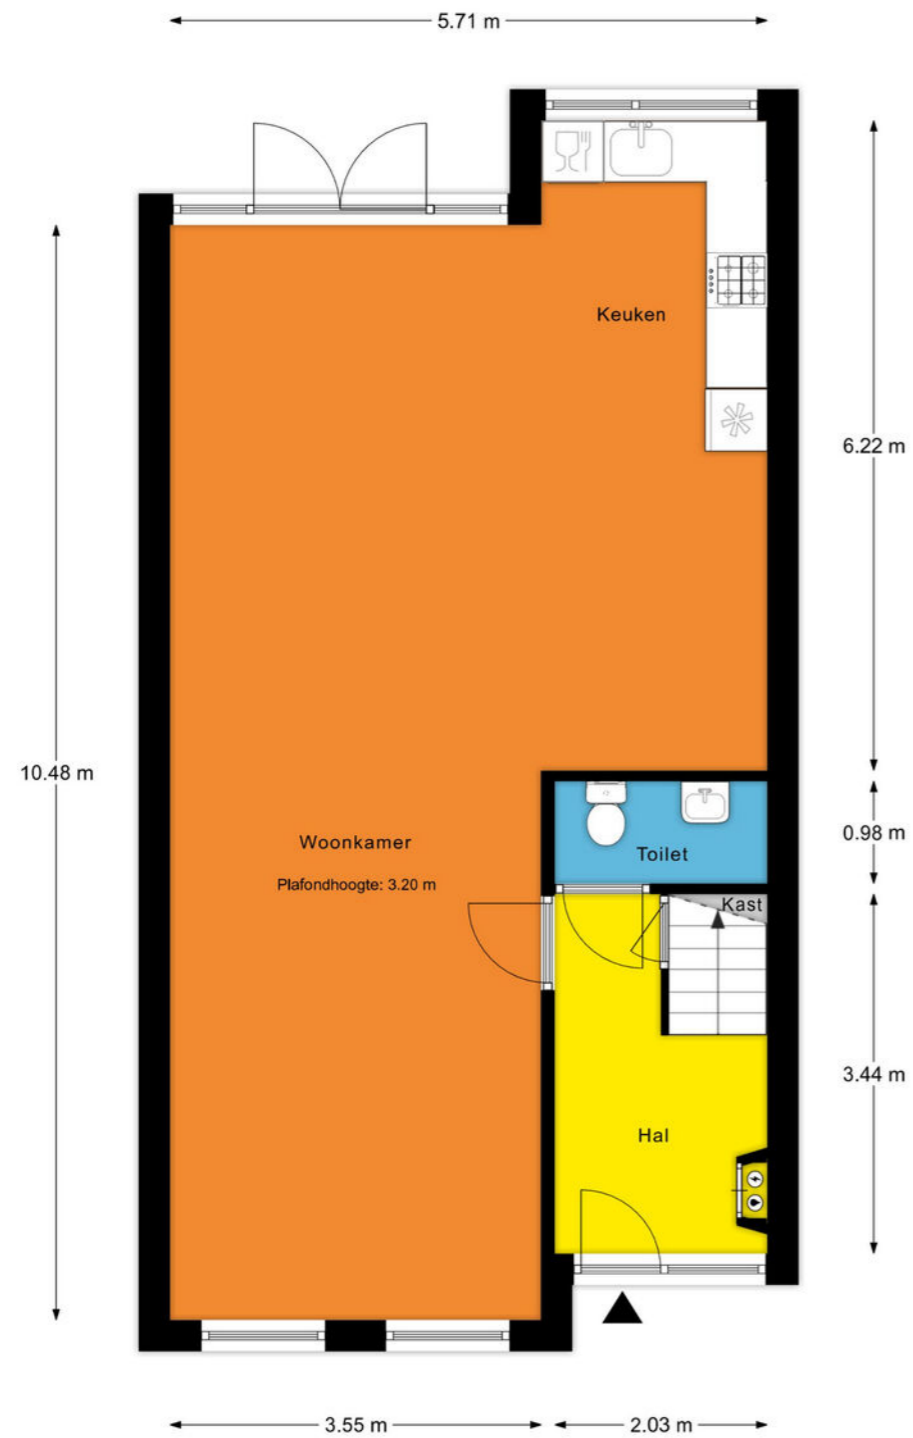 5.71 m
Keuken
6.22 m
10.48 m
0.98 m
Woonkamer
Toilet
Plafondhoogte: 3.20 m
Kast
3.44 m
Hal
3.55 m
2.03 m